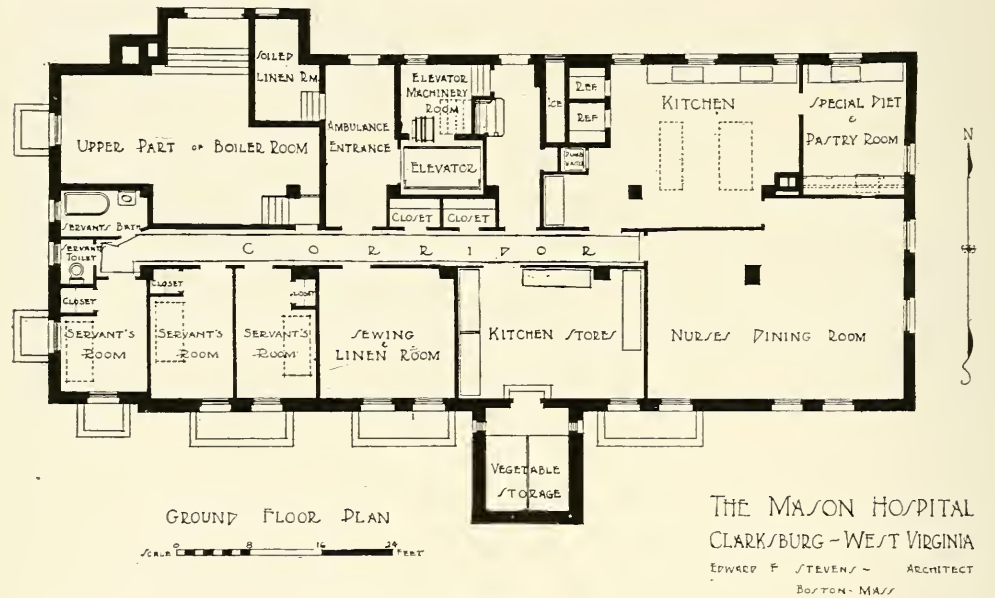 SOILED
LINEN RM.
ELEVATOR
MACHINERY
ROOM
ICE
REF
REF
KITCHEN
SPECIAL DIET
&
PASTRY ROOM
AMBULANCE
ENTRANCE
UPPER PART OF BOILER ROOM
ELEVATOR
DUMB
WAITER
N
SERVANTS BATH
CLOSET
CLOSET
SERVANTS
TOILET
CORRIDOR
CLOSET
CLOSET
CLOSET
SERVANT'S
ROOM
SERVANT'S
ROOM
SERVANT'S
ROOM
SEWING
&
LINEN ROOM
KITCHEN STORES
NURSES DINING ROOM
VEGETABLE
STORAGE
GROUND FLOOR PLAN
SCALE 0 8 16 24 FEET
THE MASON HOSPITAL
CLARKSBURG ~ WEST VIRGINIA
EDWARD F STEVENS ~ ARCHITECT
BOSTON - MASS